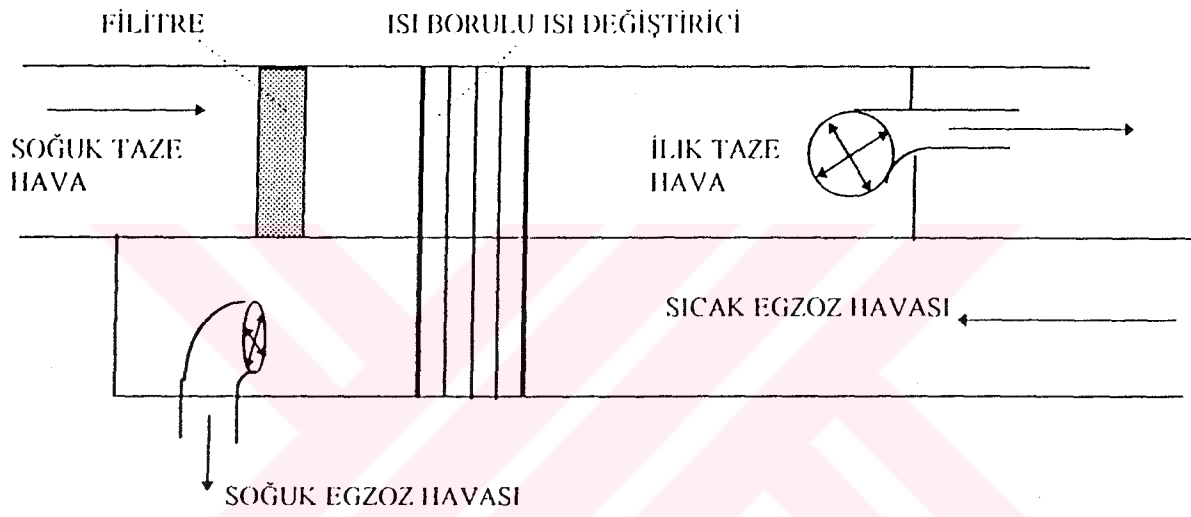 FİLİTRE
ISI BORULU ISI DEĞİŞTİRİCİ
SOĞUK TAZE
HAVA
İLIK TAZE
HAVA
SICAK EGZOZ HAVASI
SOĞUK EGZOZ HAVASI